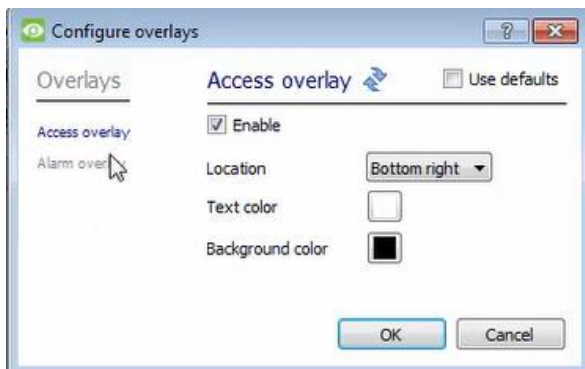 Configure overlays
?
Overlays
Access overlay
Use defaults
Access overlay
Enable
Alarm
Location
Bottom right
Text color
Background color
OK
Cancel